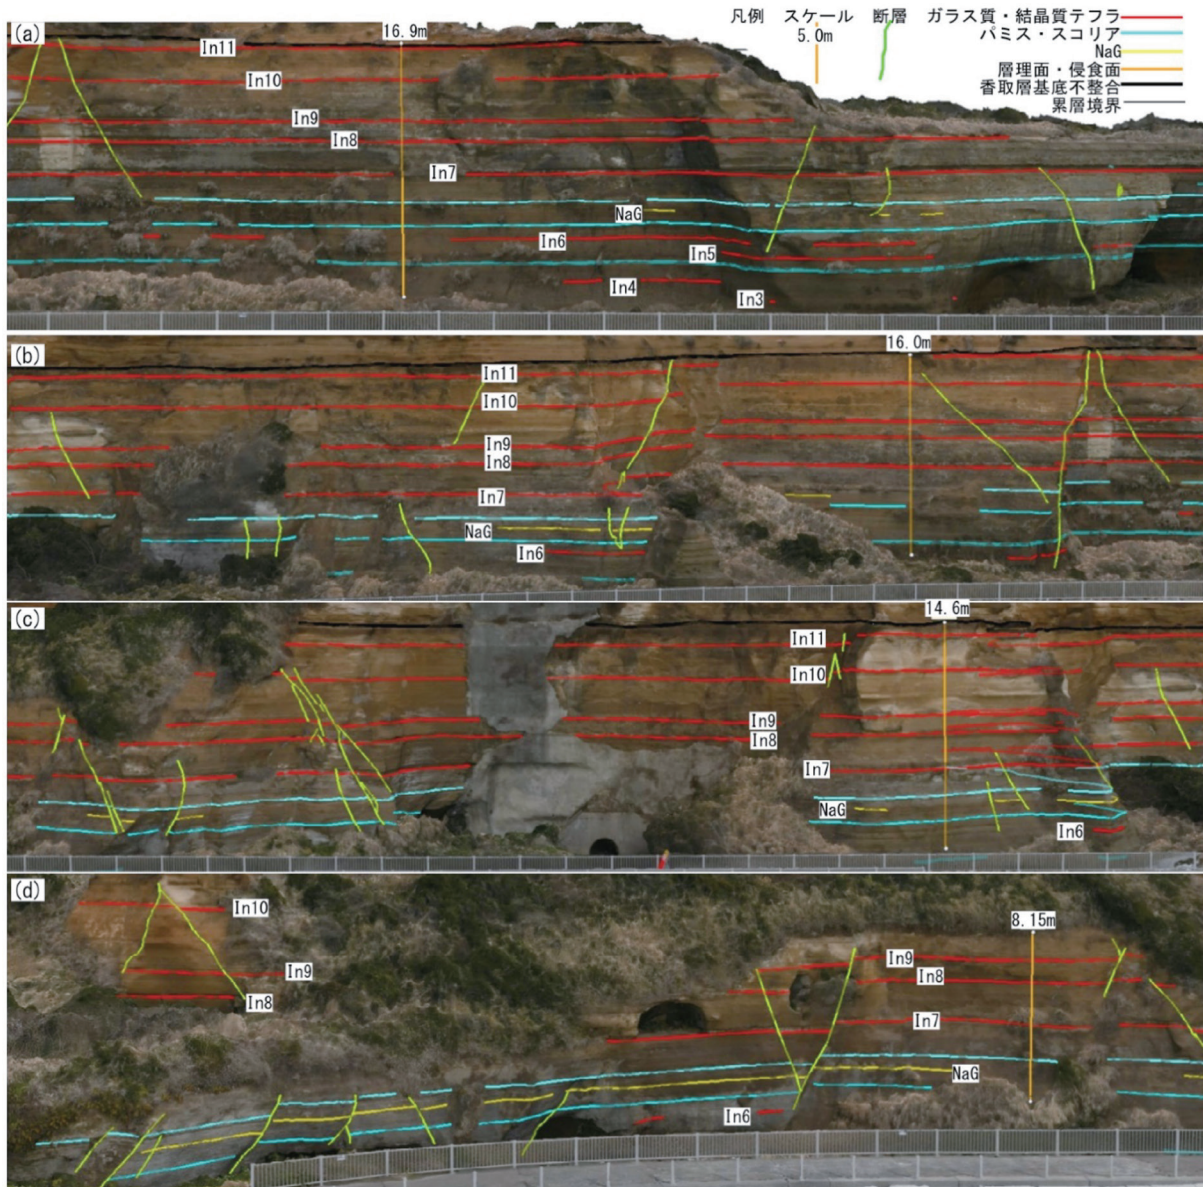 凡例 スケール 断層 ガラス質・結晶質テフラ
5.0m パミス・スコリア
NaG
層理面・侵食面
香取層基底不整合
累層境界
(a)
16.9m
In11
In10
In9
In8
In7
NaG
In6
In5
In4
In3
(b)
16.0m
In11
In10
In9
In8
In7
NaG
In6
(c)
14.6m
In11
In10
In9
In8
In7
NaG
In6
(d)
In10
8.15m
In9
In9
In8
In8
In7
NaG
In6